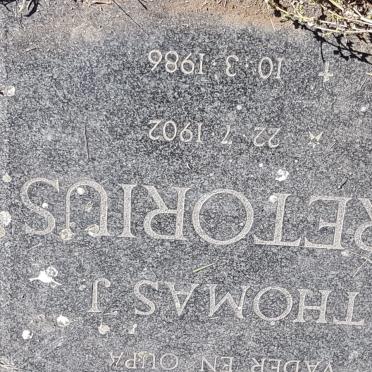 VADER EN OUPA
THOMAS J
RETORIUS
* 22·7·1902
† 10·3·1986